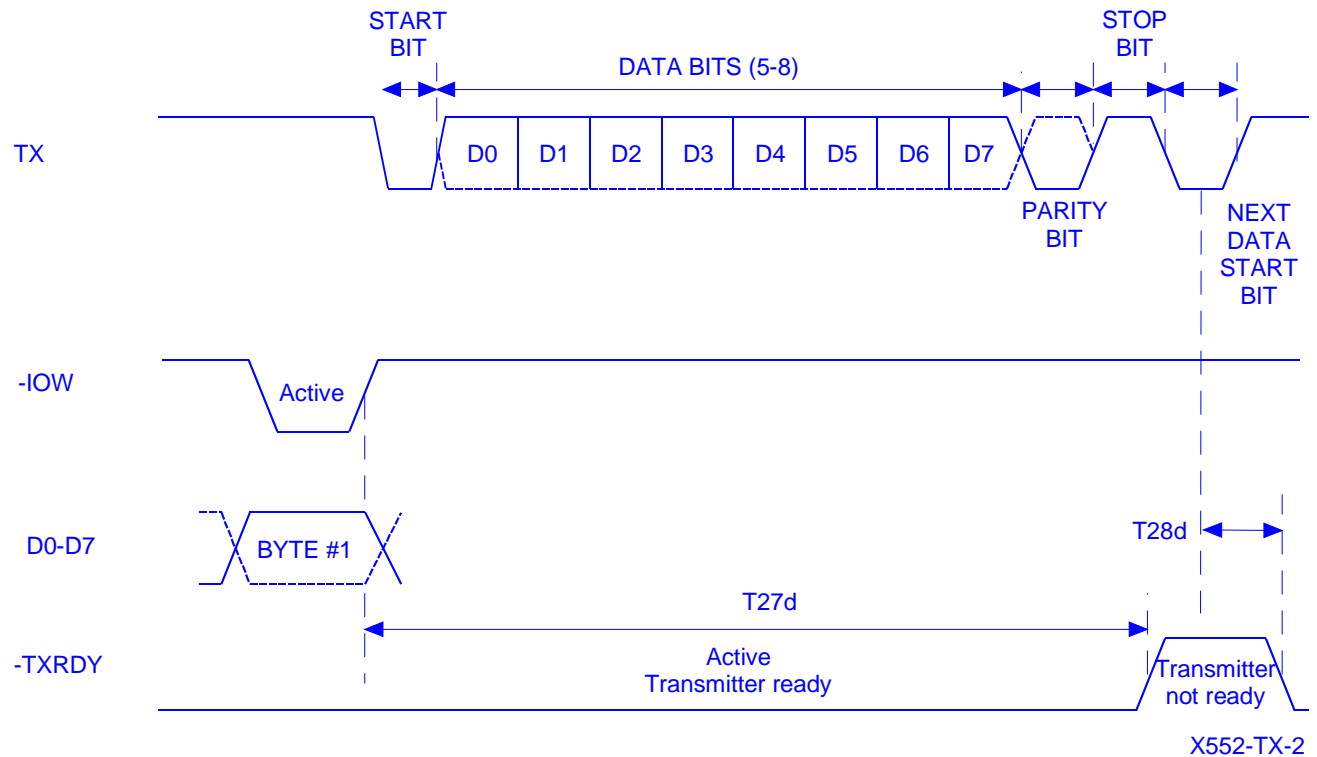 START
BIT
STOP
BIT
DATA BITS (5-8)
TX
D0 D1 D2 D3 D4 D5 D6 D7
PARITY
BIT
NEXT
DATA
START
BIT
-IOW
Active
D0-D7
BYTE #1
T28d
T27d
-TXRDY
Active
Transmitter ready
Transmitter
not ready
X552-TX-2